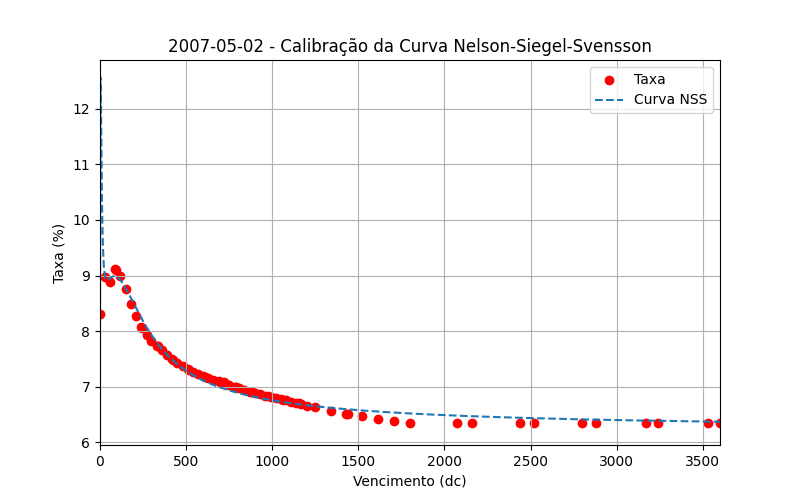 2007-05-02 - Calibração da Curva Nelson-Siegel-Svensson
Taxa
Curva NSS
12
11
10
9
8
7
6
Taxa (%)
0 500 1000 1500 2000 2500 3000 3500
Vencimento (dc)